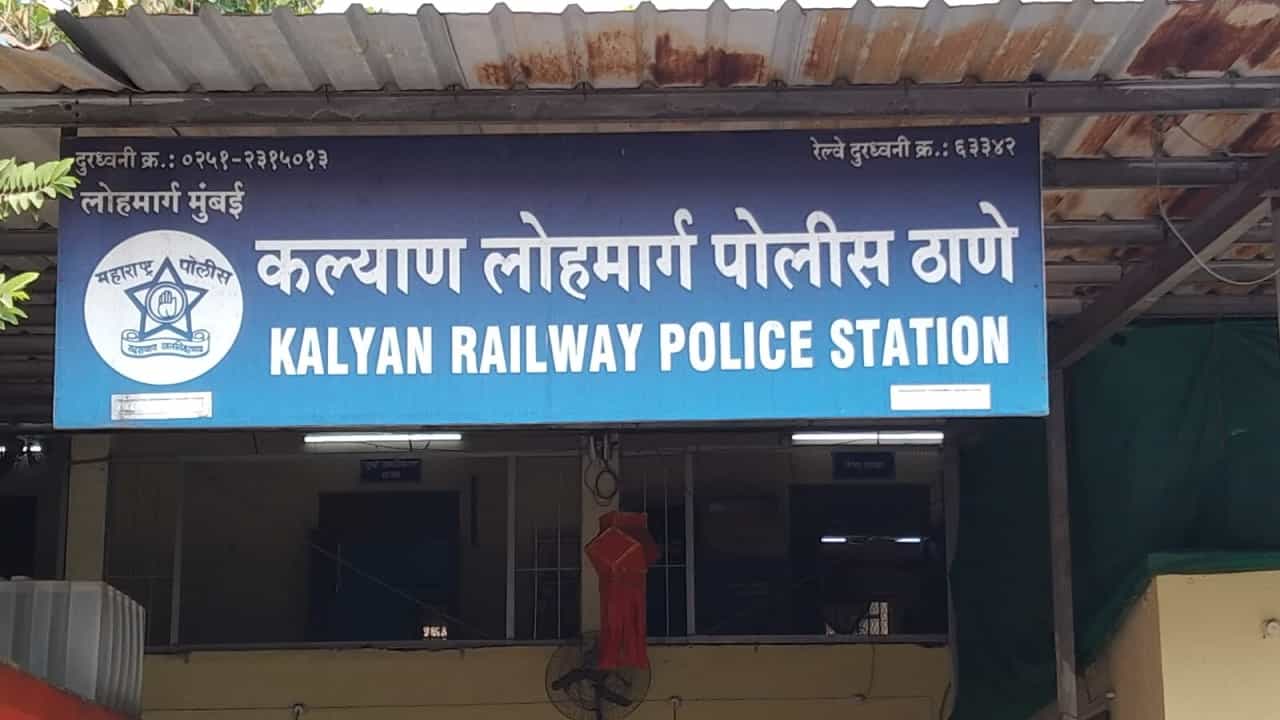 दुरध्वनी क्र.: ०२५१-२३१५०१३
रेल्वे दुरध्वनी क्र.: ६३३४२
लोहमार्ग मुंबई
महाराष्ट्र पोलीस
कल्याण लोहमार्ग पोलीस ठाणे
KALYAN RAILWAY POLICE STATION